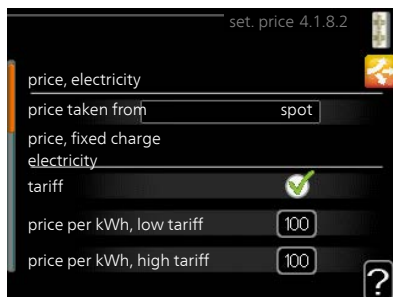 set. price 4.1.8.2
price, electricity
price taken from spot
price, fixed charge
electricity
tariff
price per kWh, low tariff 100
price per kWh, high tariff 100
?